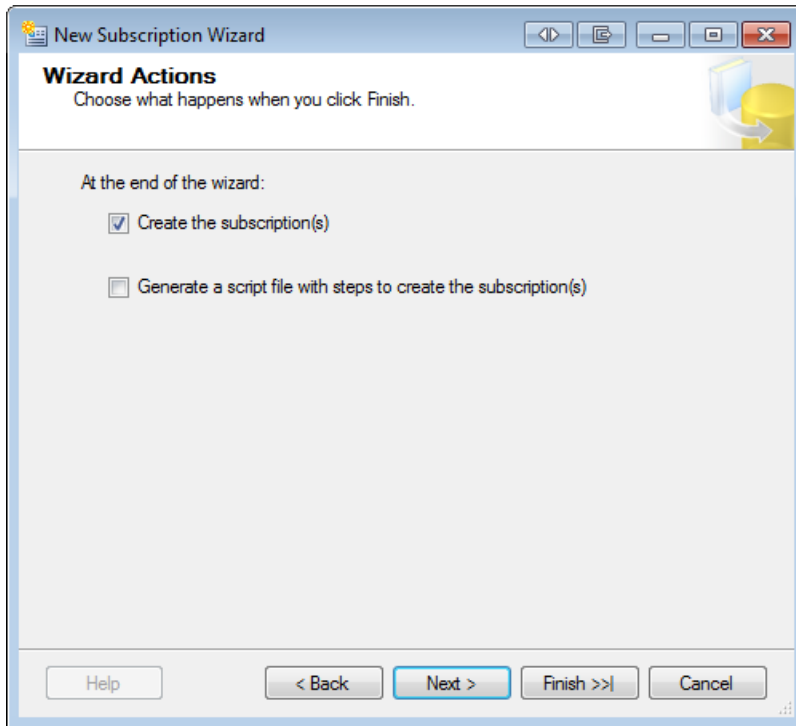 New Subscription Wizard
Wizard Actions
Choose what happens when you click Finish.
At the end of the wizard:
Create the subscription(s)
Generate a script file with steps to create the subscription(s)
Help
< Back
Next >
Finish >>|
Cancel